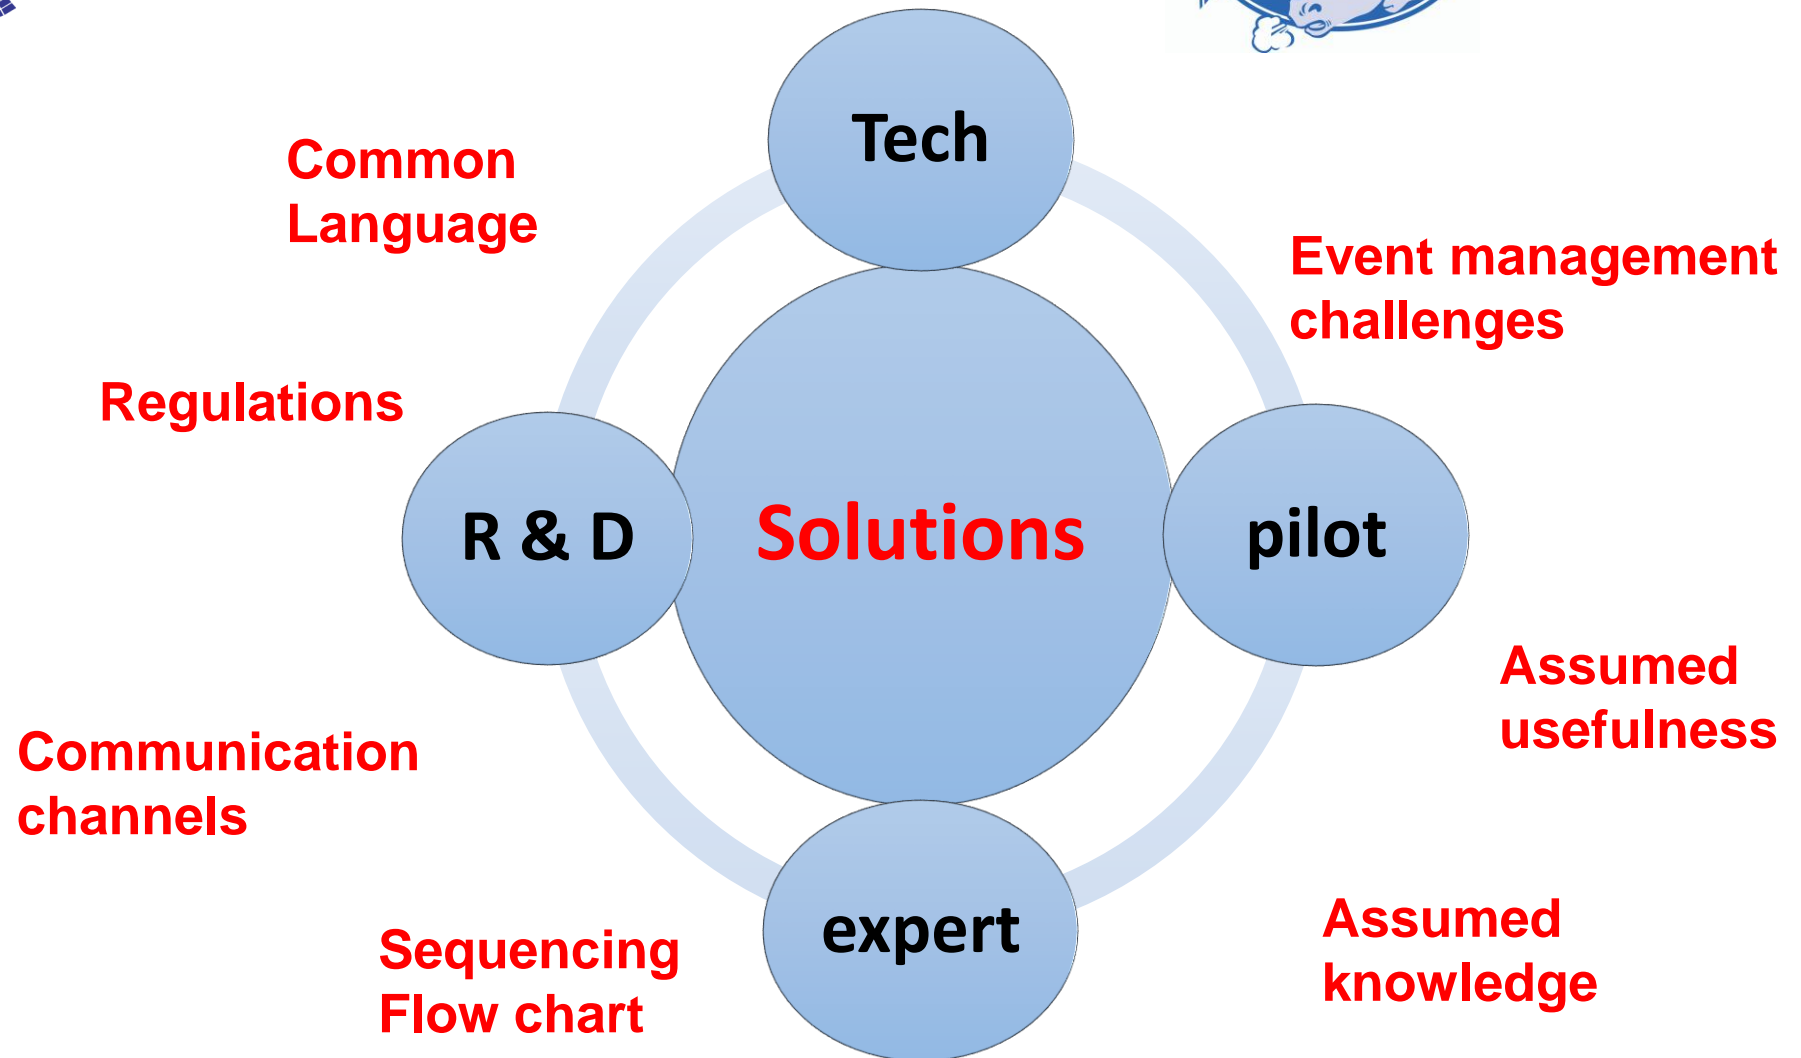 Tech
Common
Language
Event management
challenges
Regulations
R & D
Solutions
pilot
Assumed
usefulness
Communication
channels
Assumed
knowledge
expert
Sequencing
Flow chart